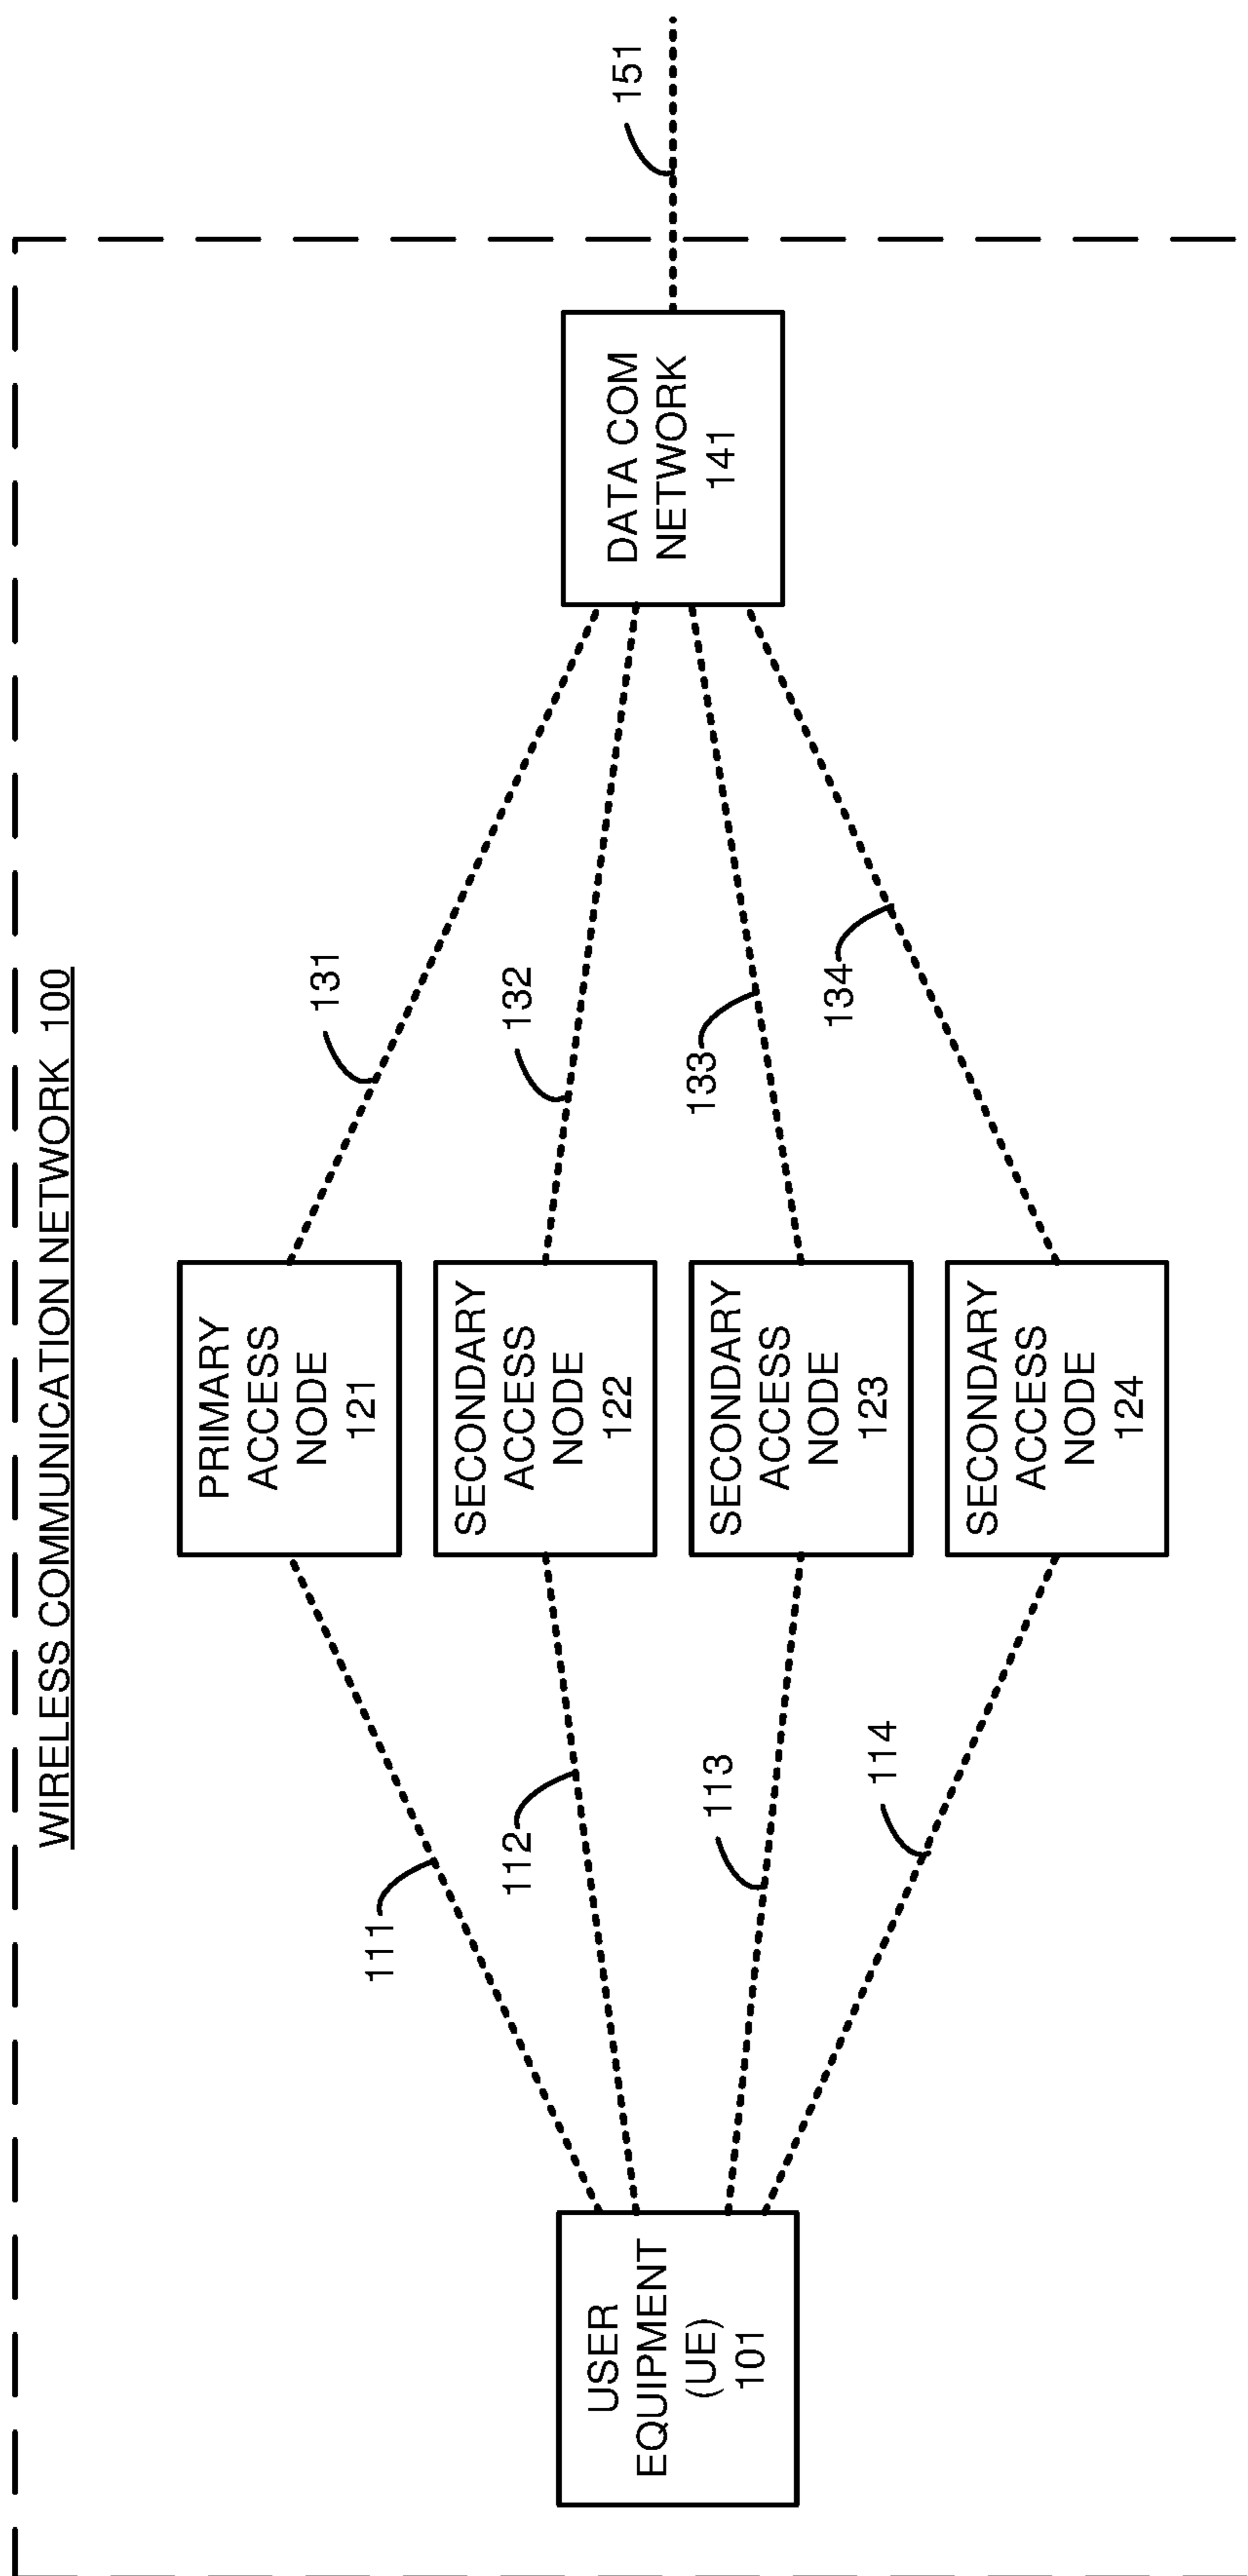 WIRELESS COMMUNICATION NETWORK 100
USER
EQUIPMENT
(UE)
101
111
112
113
114
PRIMARY
ACCESS
NODE
121
SECONDARY
ACCESS
NODE
122
SECONDARY
ACCESS
NODE
123
SECONDARY
ACCESS
NODE
124
131
132
133
134
DATA COM
NETWORK
141
151